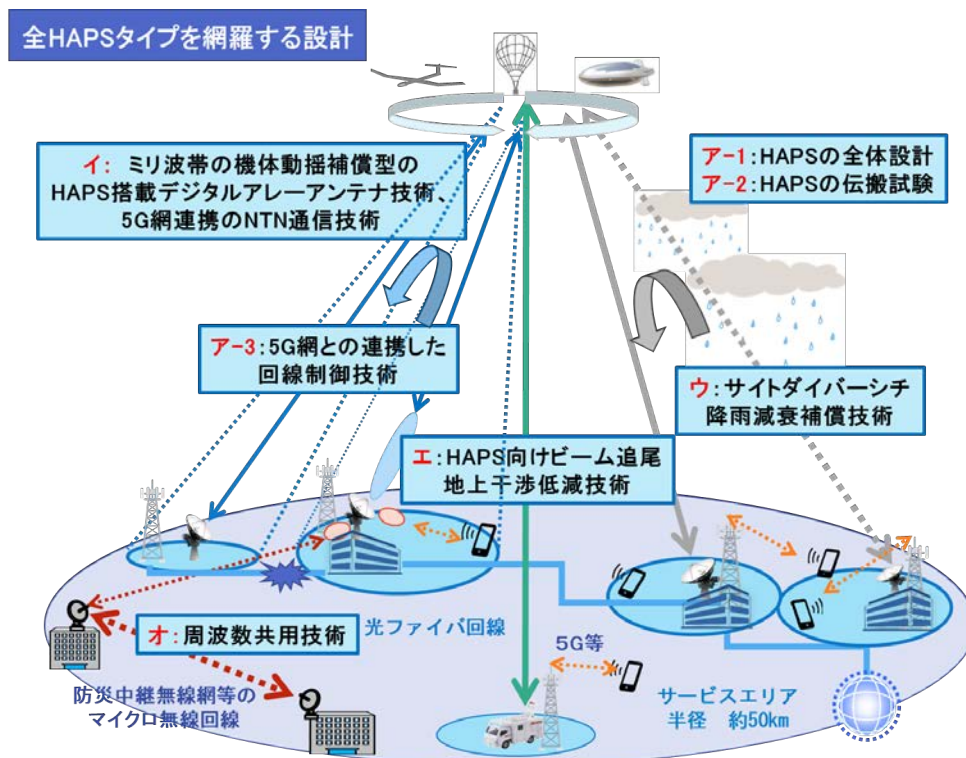 全HAPSタイプを網羅する設計
イ： ミリ波帯の機体動揺補償型の
HAPS搭載デジタルアレーアンテナ技術、
5G網連携のNTN通信技術
ア-1：HAPSの全体設計
ア-2：HAPSの伝搬試験
ア-3：5G網との連携した
回線制御技術
ウ：サイトダイバーシチ
降雨減衰補償技術
エ：HAPS向けビーム追尾
地上干渉低減技術
オ：周波数共用技術
光ファイバ回線
5G等
防災中継無線網等の
マイクロ無線回線
サービスエリア
半径 約50km